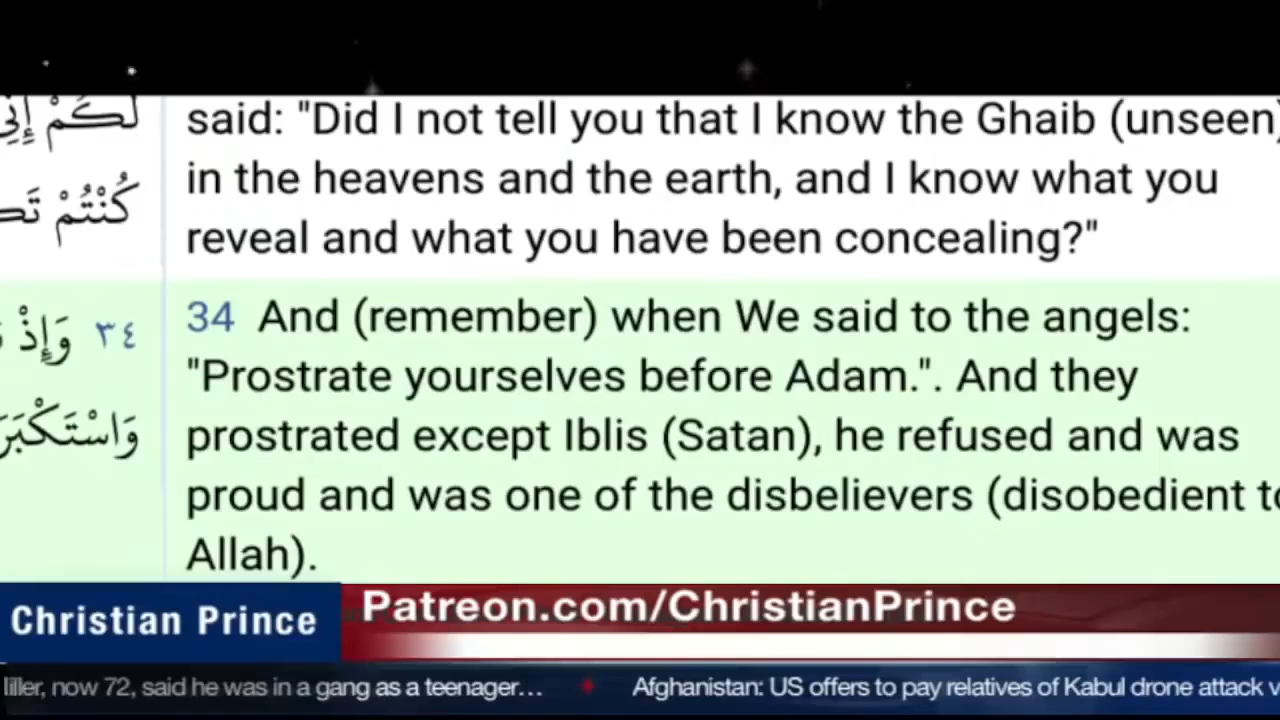 لَكُمْ إِنِّي
كُنْتُمْ
٣٤ وَإِذْ
وَاسْتَكْبَرَ
said: "Did I not tell you that I know the Ghaib (unseen)
in the heavens and the earth, and I know what you
reveal and what you have been concealing?"
34 And (remember) when We said to the angels:
"Prostrate yourselves before Adam.". And they
prostrated except Iblis (Satan), he refused and was
proud and was one of the disbelievers (disobedient to
Allah).
Christian Prince
Patreon.com/ChristianPrince
now 72, said he was in a gang as a teenager... Afghanistan: US offers to pay relatives of Kabul drone attack